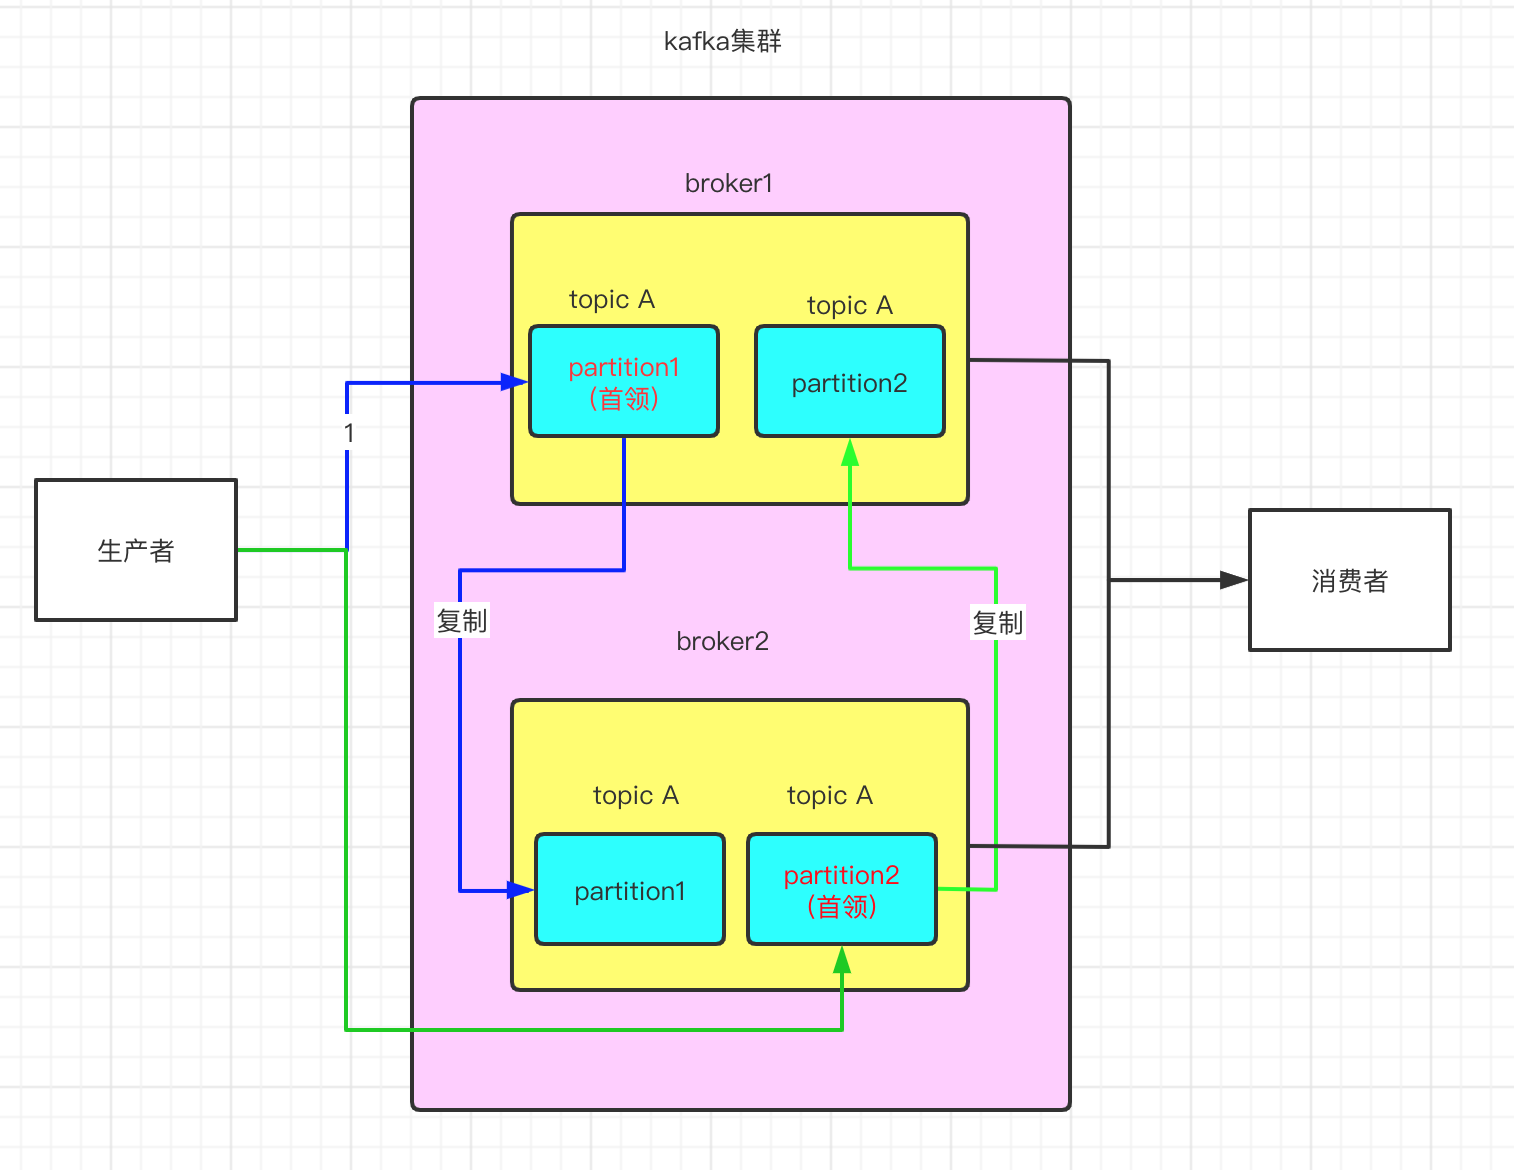 kafka集群
broker1
topic A
topic A
partition1
（首领）
partition2
1
生产者
消费者
复制
复制
broker2
topic A
topic A
partition1
partition2
（首领）